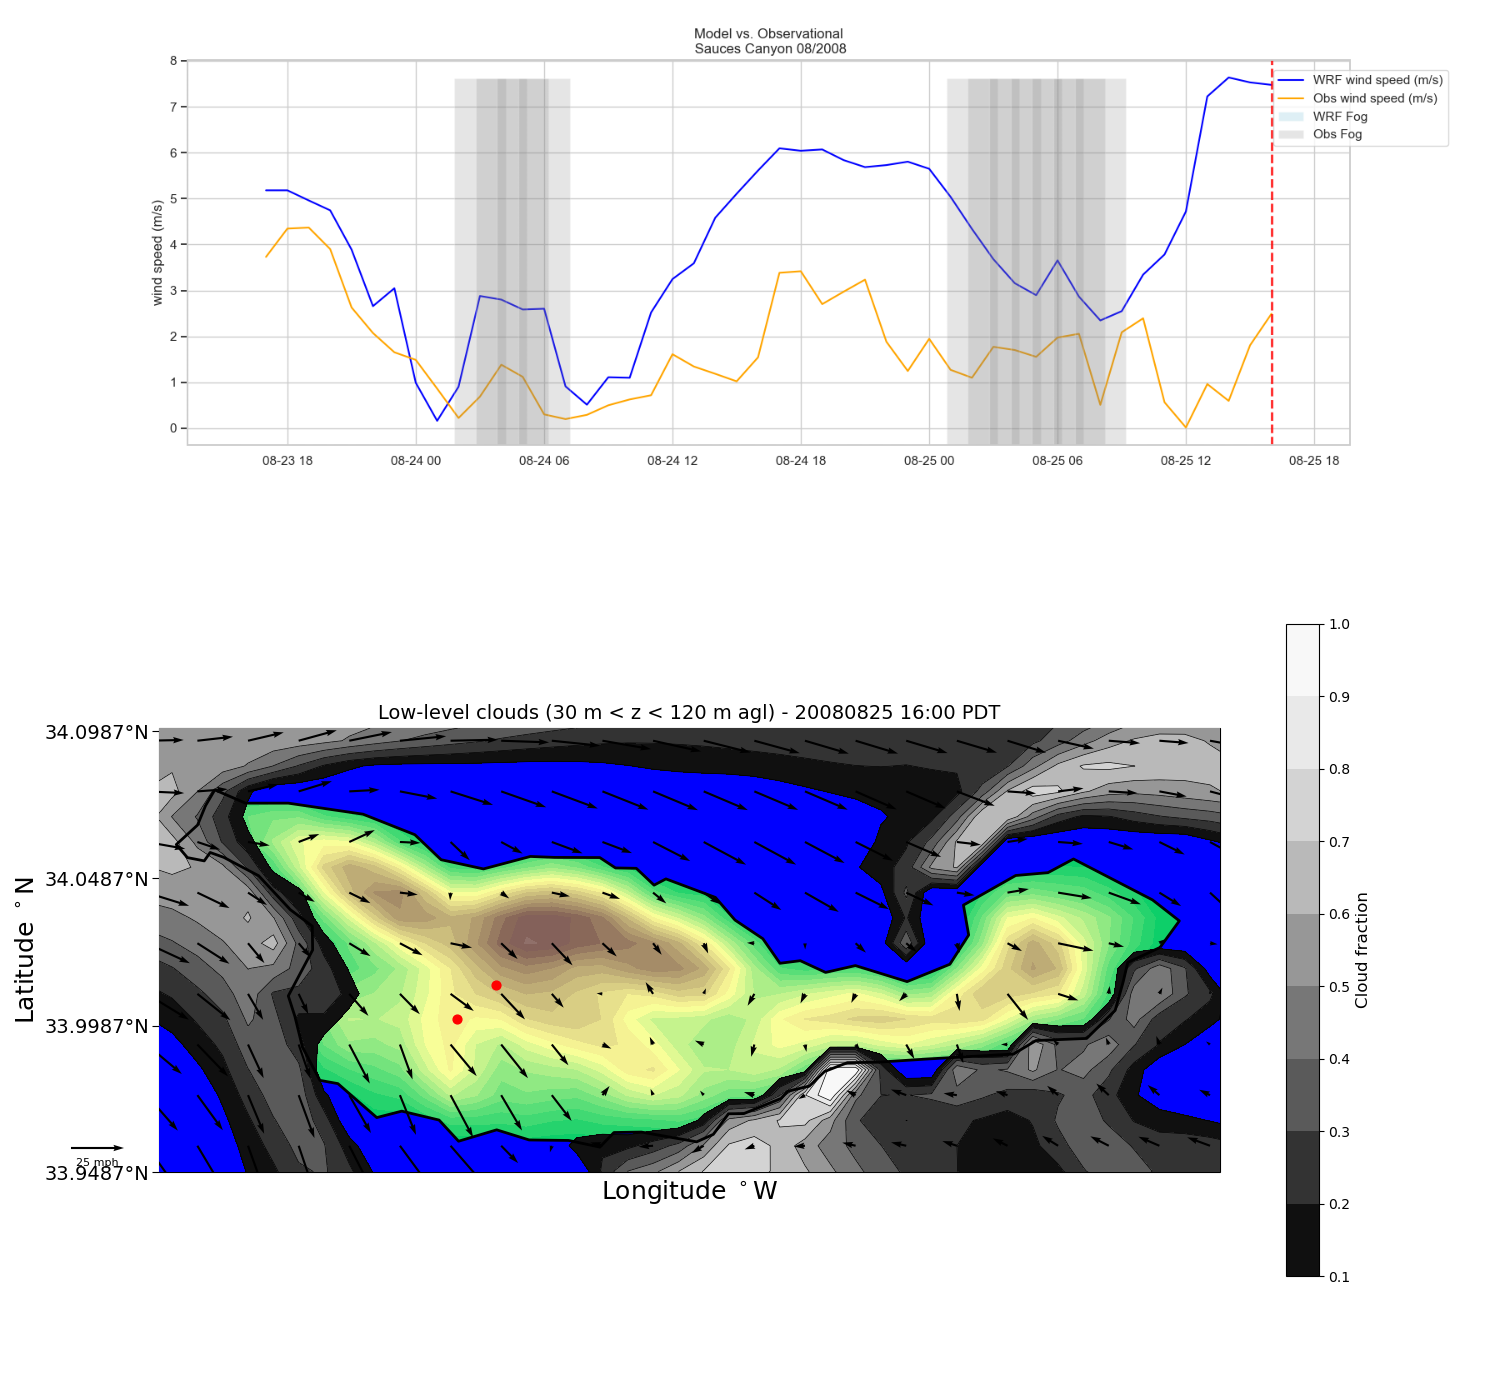 Model vs. Observational
Sauces Canyon 08/2008
8
7
6
5
4
3
2
1
0
wind speed (m/s)
WRF wind speed (m/s)
Obs wind speed (m/s)
WRF Fog
Obs Fog
08-23 18
08-24 00
08-24 06
08-24 12
08-24 18
08-25 00
08-25 06
08-25 12
08-25 18
Low-level clouds (30 m < z < 120 m agl) - 20080825 16:00 PDT
34.0987°N
34.0487°N
33.9987°N
33.9487°N
Latitude °N
25 mph
Longitude °W
1.0
0.9
0.8
0.7
0.6
0.5
0.4
0.3
0.2
0.1
Cloud fraction